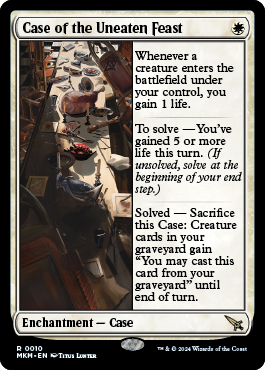 Case of the Uneaten Feast
Whenever a
creature enters the
battlefield under
your control, you
gain 1 life.
To solve — You've
gained 5 or more
life this turn. (If
unsolved, solve at the
beginning of your end
step.)
Solved — Sacrifice
this Case: Creature
cards in your
graveyard gain
“You may cast this
card from your
graveyard” until
end of turn.
Enchantment — Case
R 0010
MKM • EN Titus Lunter
™ & © 2024 Wizards of the Coast